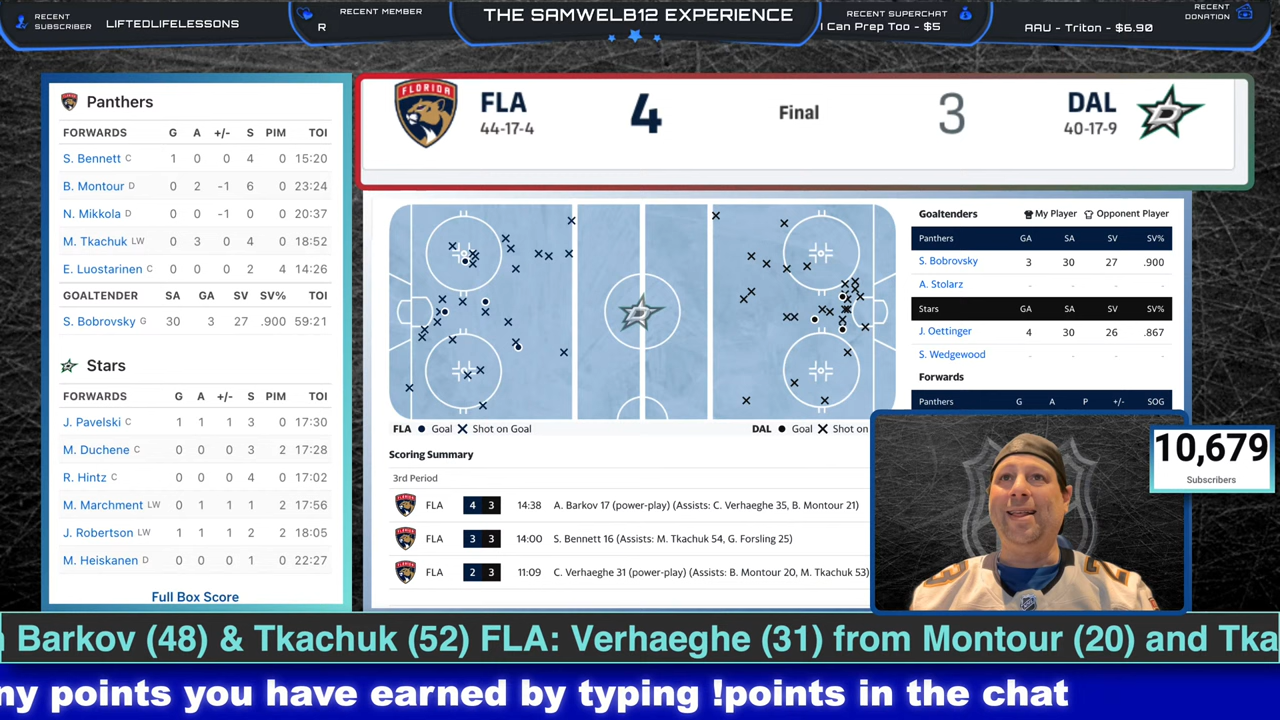 RECENT SUBSCRIBER
LIFTEDLIFELESSONS
RECENT MEMBER
R
THE SAMWELB12 EXPERIENCE
RECENT SUPERCHAT
I Can Prep Too - $5
RECENT DONATION
AAU - Triton - $6.90
Panthers
FORWARDS G A +/- S PIM TOI
S. Bennett C 1 0 0 4 0 15:20
B. Montour D 0 2 -1 6 0 23:24
N. Mikkola D 0 0 -1 0 0 20:37
M. Tkachuk LW 0 3 0 4 0 18:52
E. Luostarinen C 0 0 0 2 4 14:26
GOALTENDER SA GA SV SV% TOI
S. Bobrovsky G 30 3 27 .900 59:21
Stars
FORWARDS G A +/- S PIM TOI
J. Pavelski C 1 1 1 3 0 17:30
M. Duchene C 0 0 0 3 2 17:28
R. Hintz C 0 0 0 4 0 17:02
M. Marchment LW 0 1 1 1 2 17:56
J. Robertson LW 1 1 1 2 2 18:05
M. Heiskanen D 0 0 0 1 0 22:27
Full Box Score
FLORIDA
FLA 4 Final 3 DAL
44-17-4 40-17-9
FLA Goal Shot on Goal DAL Goal Shot on
Scoring Summary
3rd Period
FLA 4 3 14:38 A. Barkov 17 (power-play) (Assists: C. Verhaeghe 35, B. Montour 21)
FLA 3 3 14:00 S. Bennett 16 (Assists: M. Tkachuk 54, G. Forsling 25)
FLA 2 3 11:09 C. Verhaeghe 31 (power-play) (Assists: B. Montour 20, M. Tkachuk 53)
Goaltenders My Player Opponent Player
Panthers GA SA SV SV%
S. Bobrovsky 3 30 27 .900
A. Stolarz - - - -
Stars GA SA SV SV%
J. Oettinger 4 30 26 .867
S. Wedgewood - - - -
Forwards
Panthers G A P +/- SOG
10,679
Subscribers
Barkov (48) & Tkachuk (52) FLA: Verhaeghe (31) from Montour (20) and Tka
ny points you have earned by typing !points in the chat